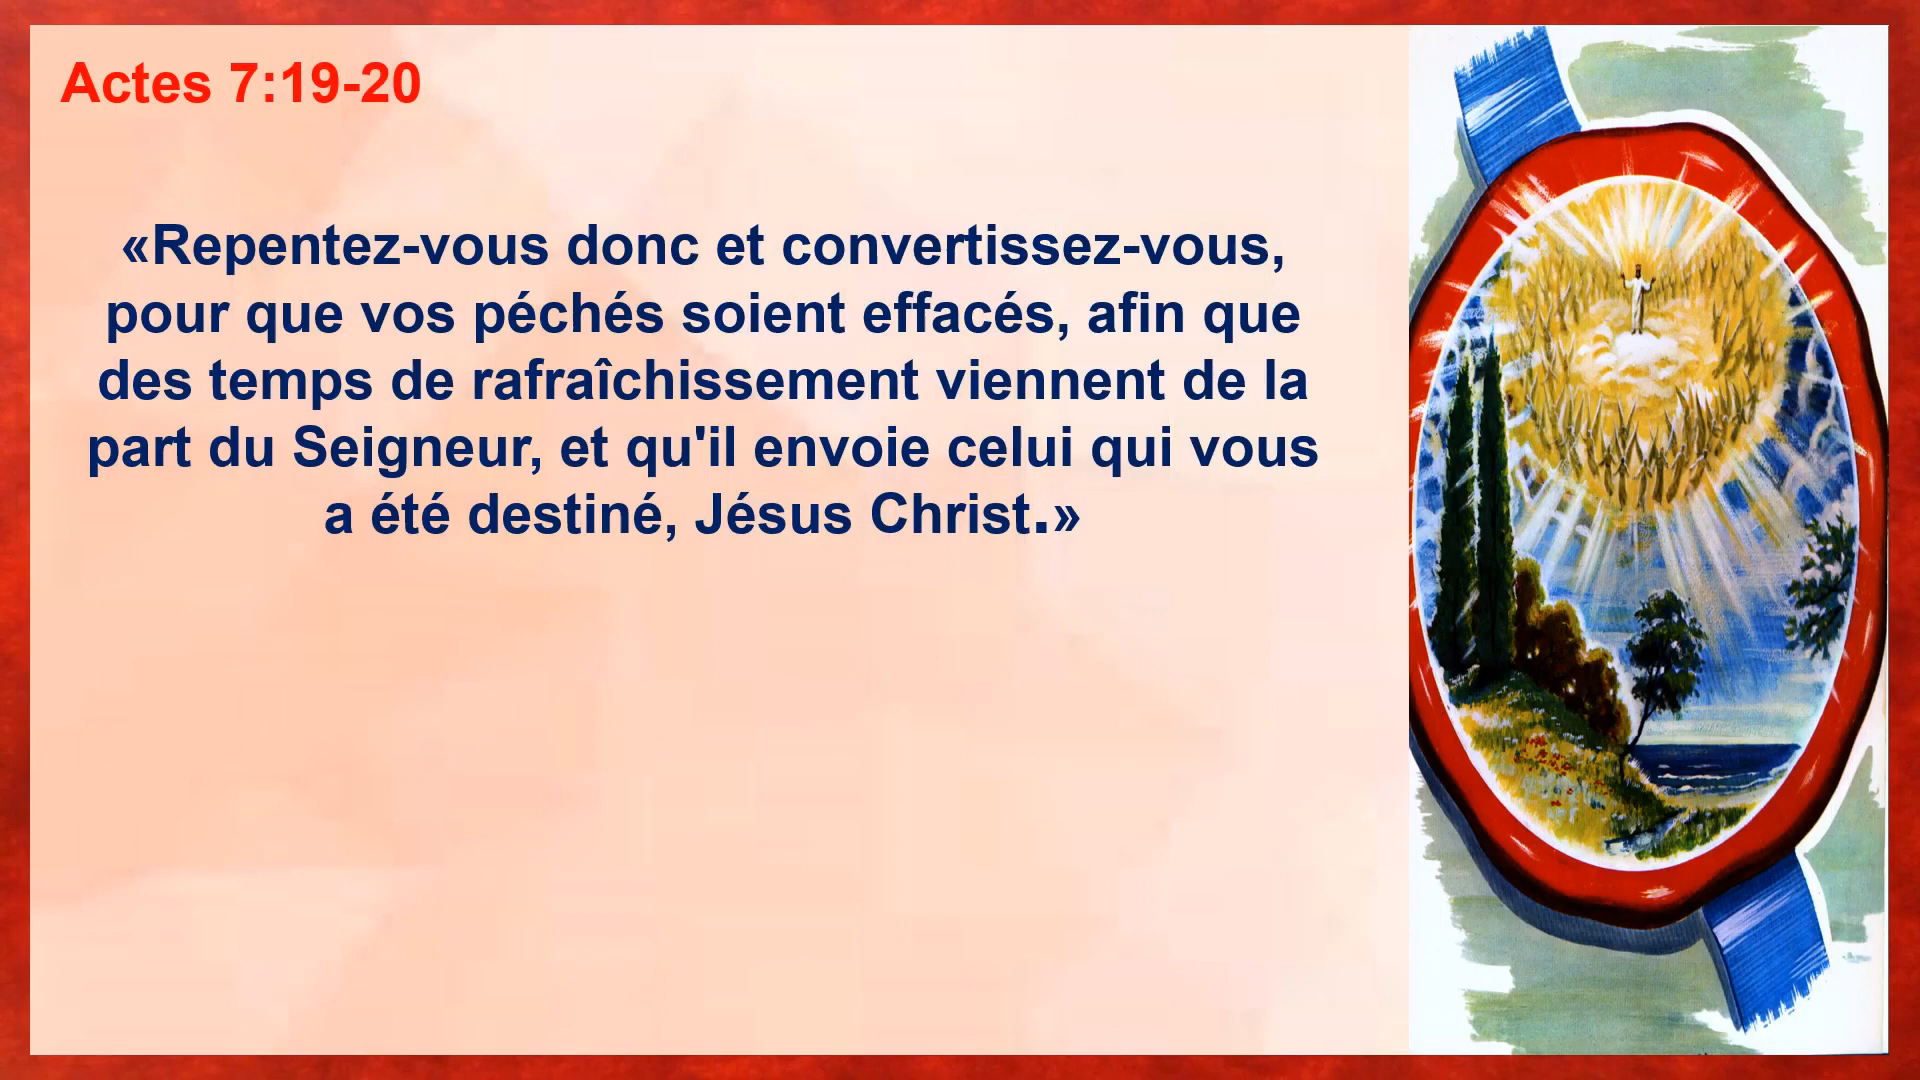 Actes 7:19-20
«Repentez-vous donc et convertissez-vous,
pour que vos péchés soient effacés, afin que
des temps de rafraîchissement viennent de la
part du Seigneur, et qu'il envoie celui qui vous
a été destiné, Jésus Christ.»